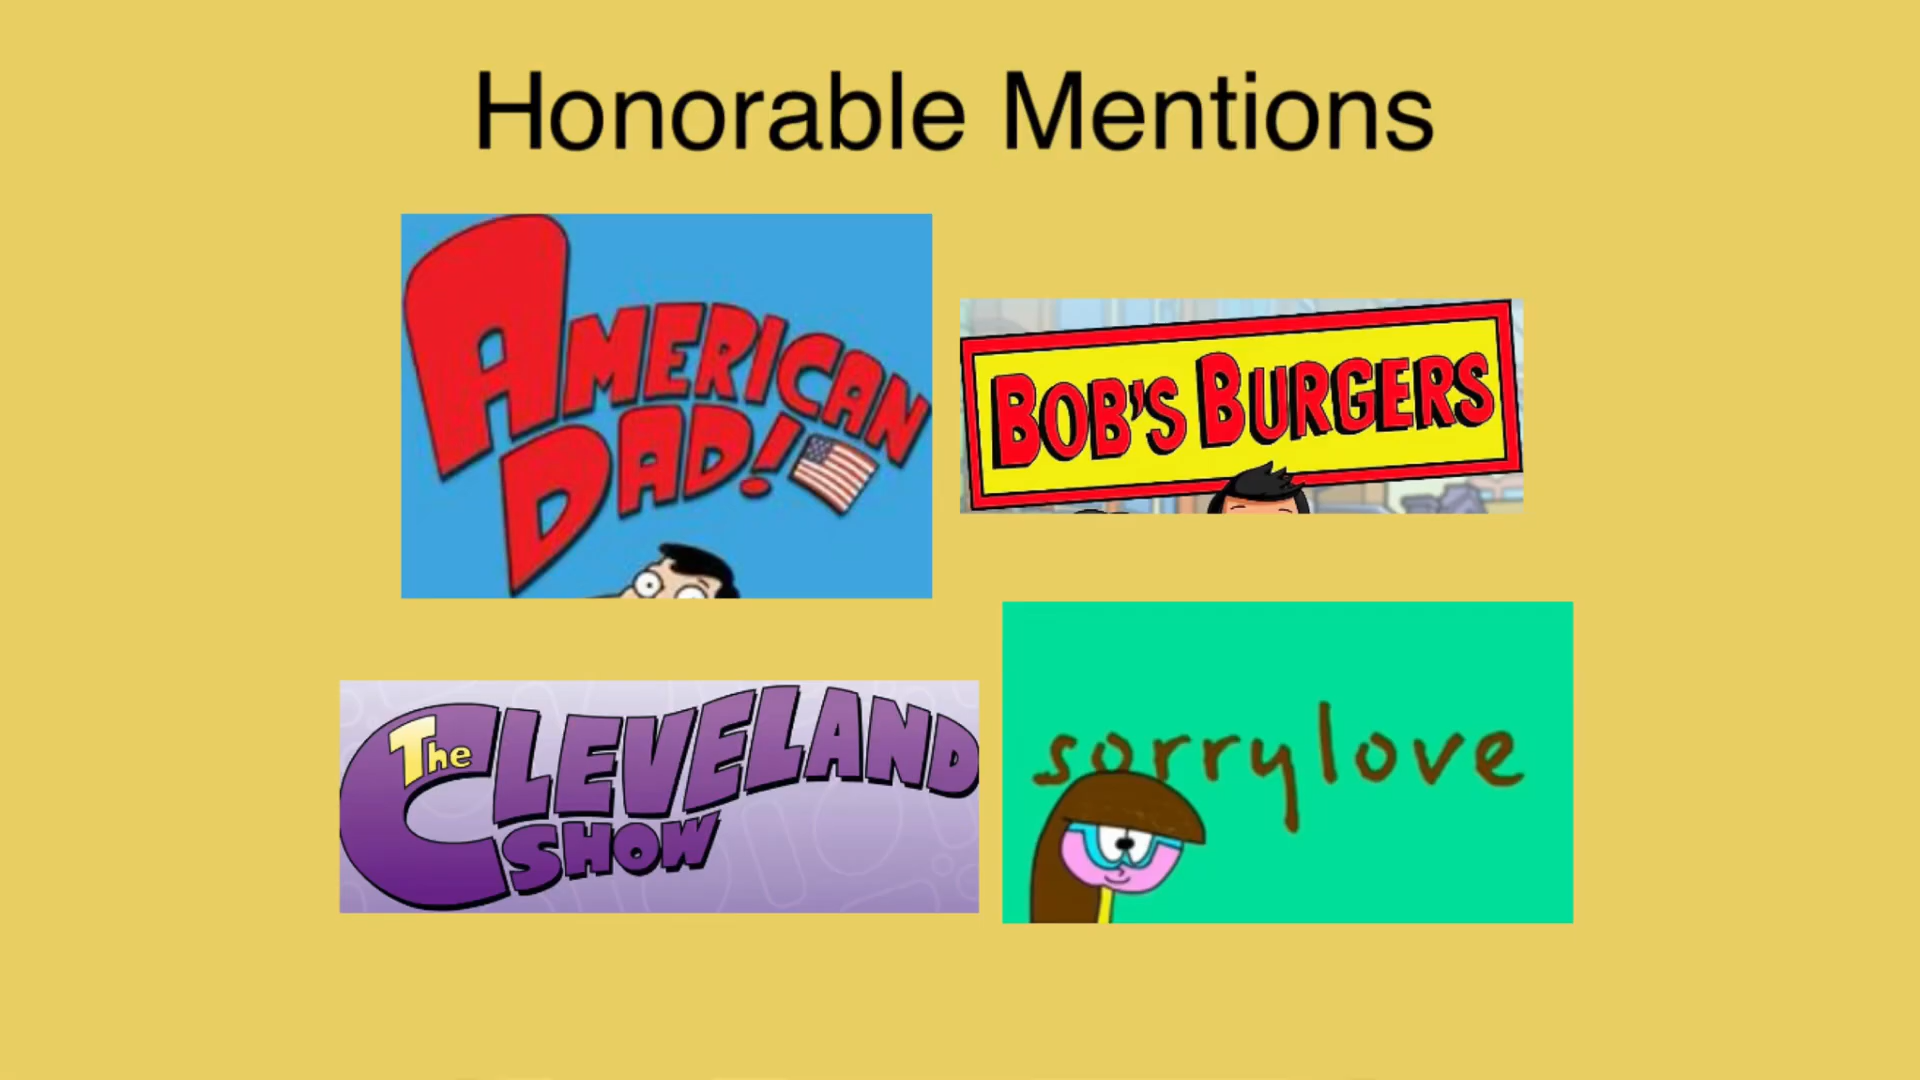 Honorable Mentions
AMERICAN
DAD!
BOB'S BURGERS
The CLEVELAND
SHOW
sorrylove